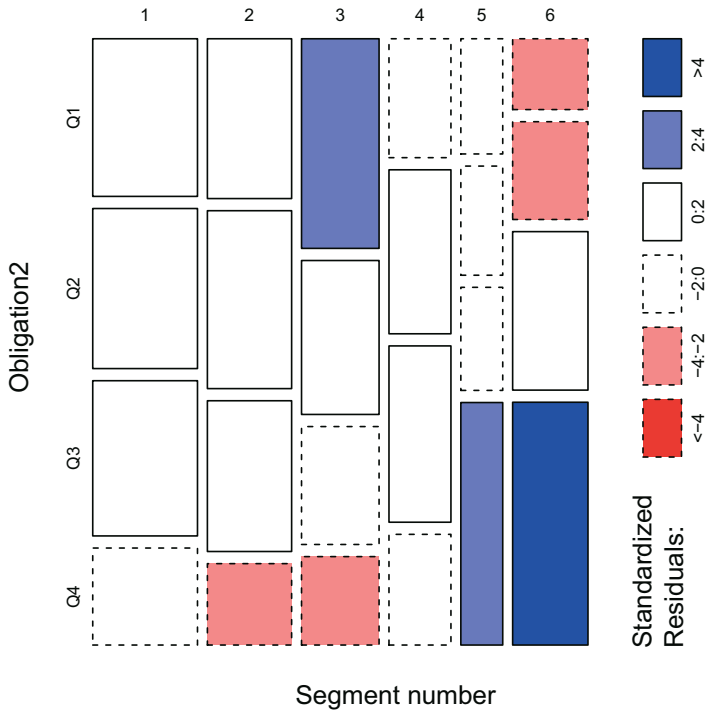 1 2 3 4 5 6
Q1
Q2
Q3
Q4
Obligation2
Segment number
>4
2:4
0:2
−2:0
−4:−2
<−4
Standardized
Residuals: